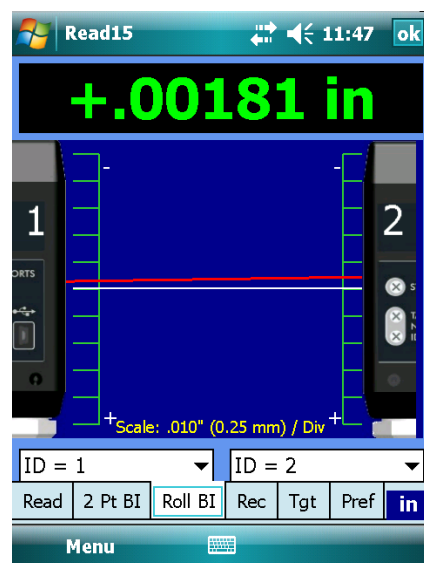 Read15 11:47 ok
+.00181 in
- -
1 2
ORTS
+ Scale: .010" (0.25 mm) / Div +
ID = 1 ID = 2
Read 2 Pt BI Roll BI Rec Tgt Pref in
Menu